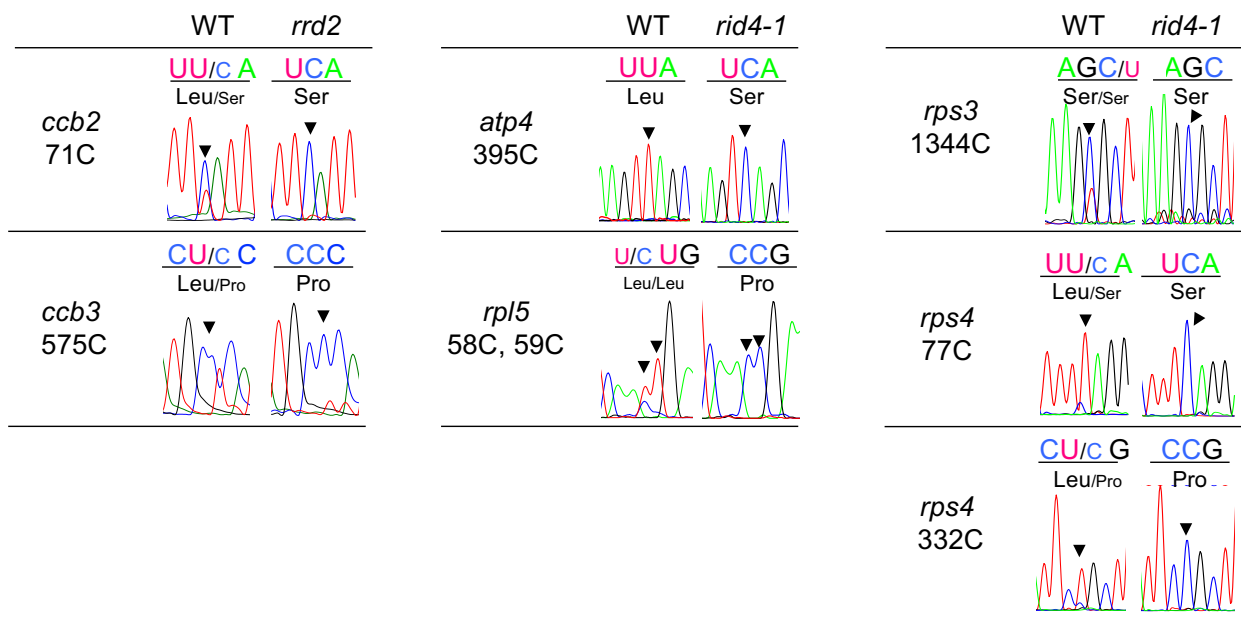 WT rrd2
UU/C A UCA
Leu/Ser Ser
ccb2
71C
CU/C C CCC
Leu/Pro Pro
ccb3
575C
WT rid4-1
UUA UCA
Leu Ser
atp4
395C
U/C UG CCG
Leu/Leu Pro
rpl5
58C, 59C
WT rid4-1
AGC/U AGC
Ser/Ser Ser
rps3
1344C
UU/C A UCA
Leu/Ser Ser
rps4
77C
CU/C G CCG
Leu/Pro Pro
rps4
332C